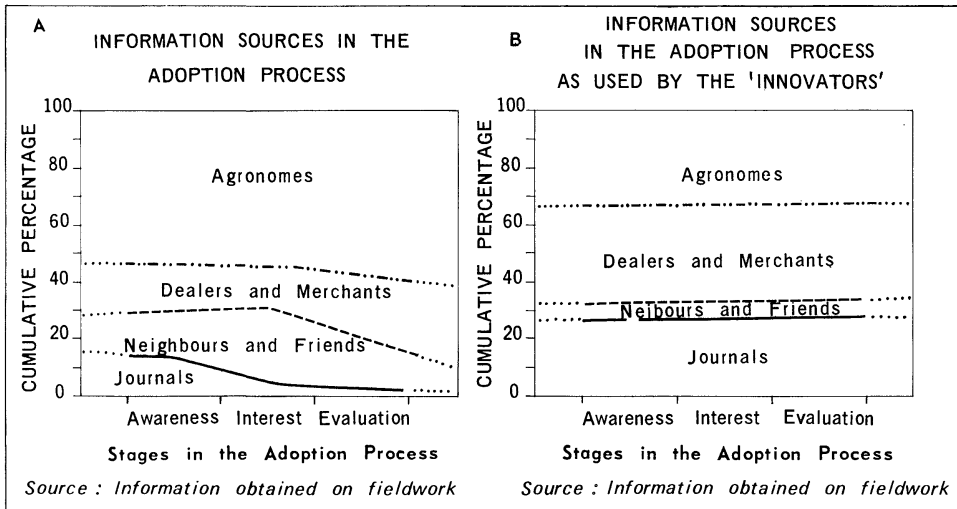 A
INFORMATION SOURCES IN THE
ADOPTION PROCESS
CUMULATIVE PERCENTAGE
100
80
60
40
20
0
Agronomes
Dealers and Merchants
Neighbours and Friends
Journals
Awareness Interest Evaluation
Stages in the Adoption Process
Source : Information obtained on fieldwork
B
INFORMATION SOURCES
IN THE ADOPTION PROCESS
AS USED BY THE 'INNOVATORS'
CUMULATIVE PERCENTAGE
100
80
60
40
20
0
Agronomes
Dealers and Merchants
Neibours and Friends
Journals
Awareness Interest Evaluation
Stages in the Adoption Process
Source : Information obtained on fieldwork